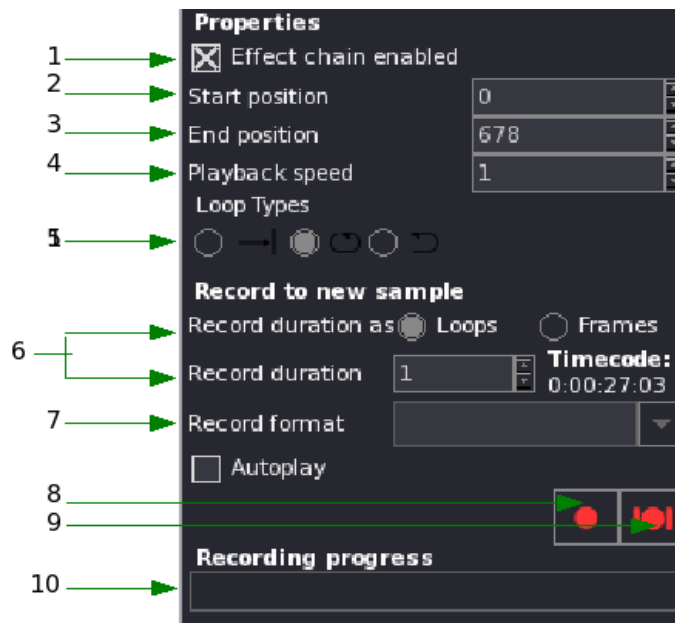 Properties
1 Effect chain enabled
2 Start position 0
3 End position 678
4 Playback speed 1
Loop Types
5
Record to new sample
Record duration as Loops Frames
6
Timecode:
Record duration 1 0:00:27:03
7 Record format
Autoplay
8
9
Recording progress
10